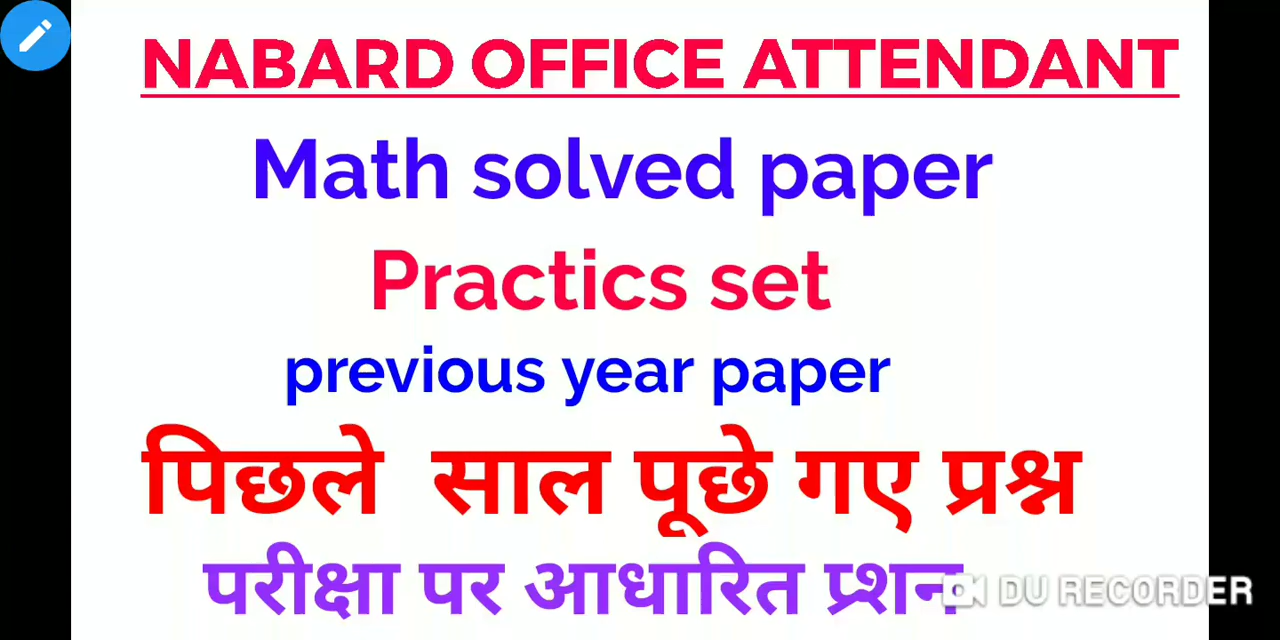 NABARD OFFICE ATTENDANT
Math solved paper
Practics set
previous year paper
पिछले साल पूछे गए प्रश्न
परीक्षा पर आधारित प्रशन
DU RECORDER